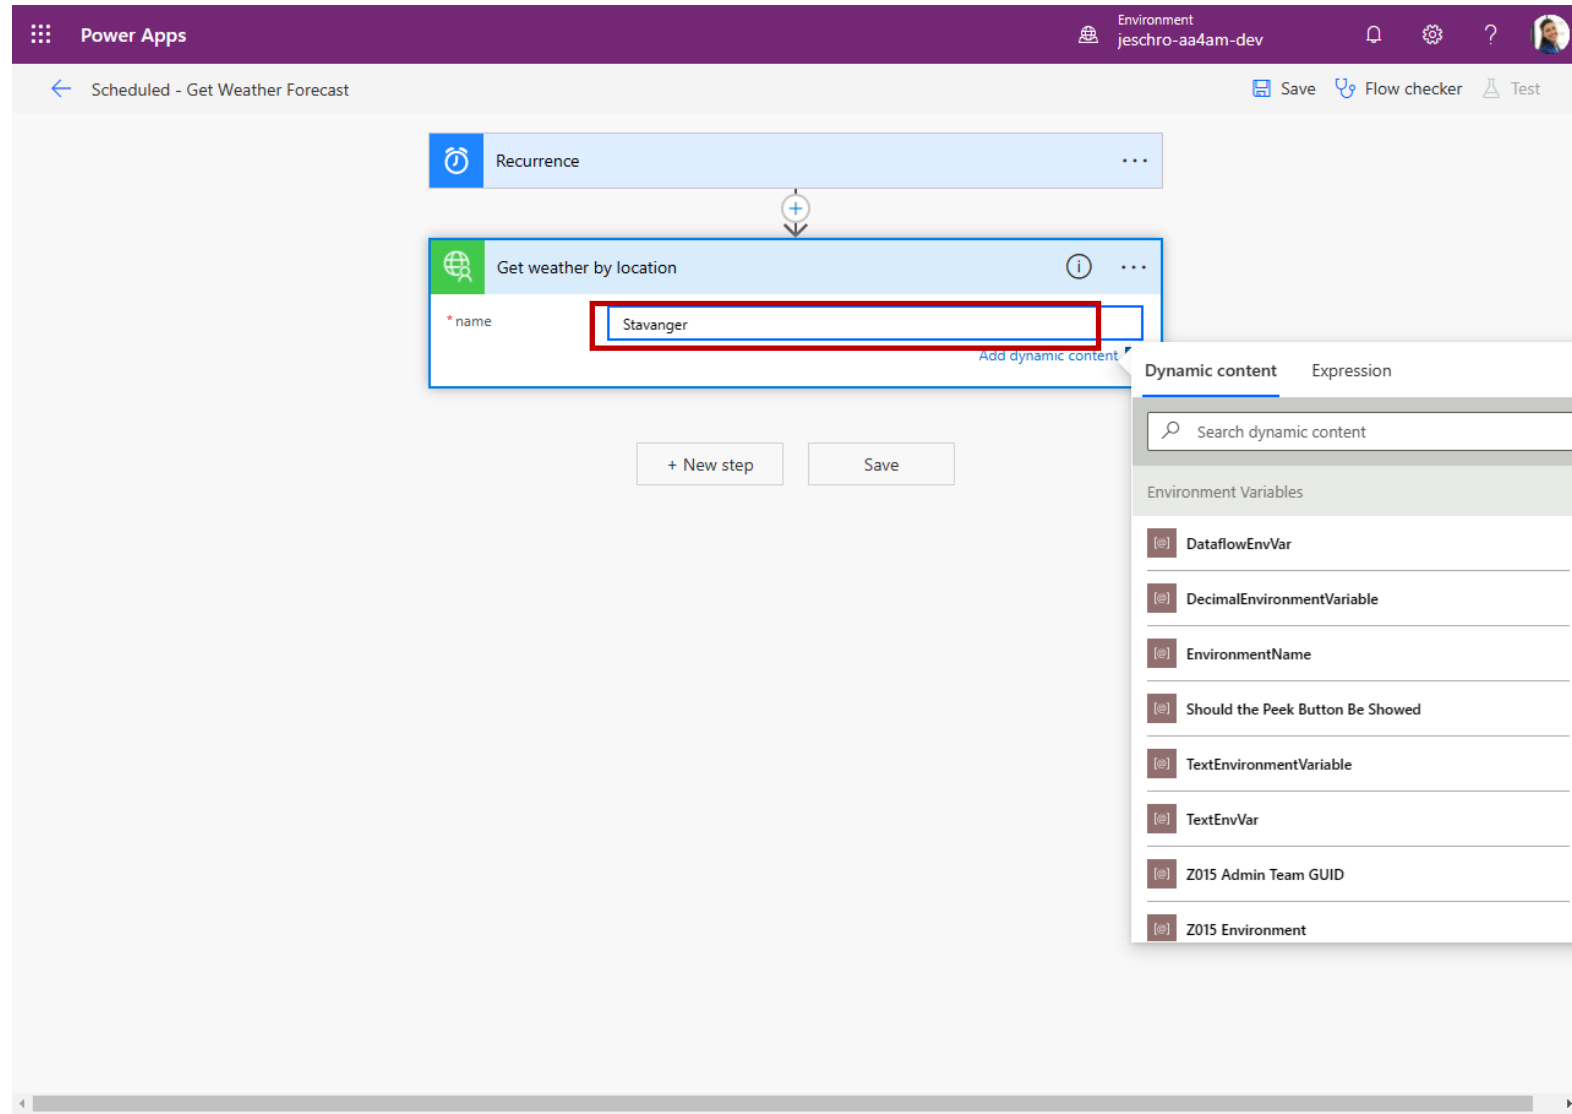 Power Apps
Environment
jeschro-aa4am-dev
?
Scheduled - Get Weather Forecast
Save
Flow checker
Test
Recurrence
Get weather by location
* name
Stavanger
Add dynamic content
Dynamic content
Expression
Search dynamic content
Environment Variables
[@] DataflowEnvVar
[@] DecimalEnvironmentVariable
[@] EnvironmentName
[@] Should the Peek Button Be Showed
[@] TextEnvironmentVariable
[@] TextEnvVar
[@] Z015 Admin Team GUID
[@] Z015 Environment
+ New step
Save